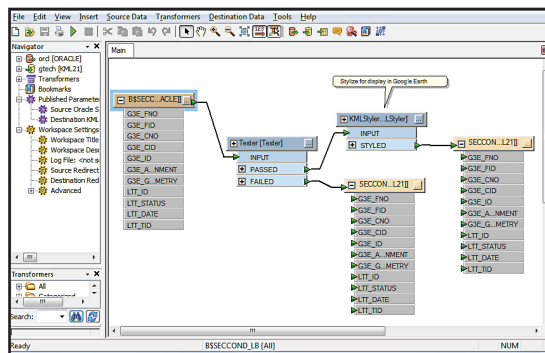 File Edit View Insert Source Data Transformers Destination Data Tools Help
Navigator
ord [ORACLE]
gtech [KML21]
Transformers
Bookmarks
Published Paramete
Source Oracle S
Destination KML
Workspace Settings
Workspace Title
Workspace Desc
Log File: <not s
Source Redirect
Destination Red
Advanced
Transformers
All
Categorized
Search:
Main
B$SECC...ACLE]]
G3E_FNO
G3E_FID
G3E_CNO
G3E_CID
G3E_ID
G3E_A...NMENT
G3E_G...METRY
LTT_ID
LTT_STATUS
LTT_DATE
LTT_TID
Tester [Tester]
INPUT
PASSED
FAILED
Stylize for display in Google Earth
KMLStyler...LStyler]
INPUT
STYLED
SECCON...L21]]
G3E_FNO
G3E_FID
G3E_CNO
G3E_CID
G3E_ID
G3E_A...NMENT
G3E_G...METRY
LTT_ID
LTT_STATUS
LTT_DATE
LTT_TID
SECCON...L21]]
G3E_FNO
G3E_FID
G3E_CNO
G3E_CID
G3E_ID
G3E_A...NMENT
G3E_G...METRY
LTT_ID
LTT_STATUS
LTT_DATE
LTT_TID
Ready
B$SECCOND_LB [All]
NUM